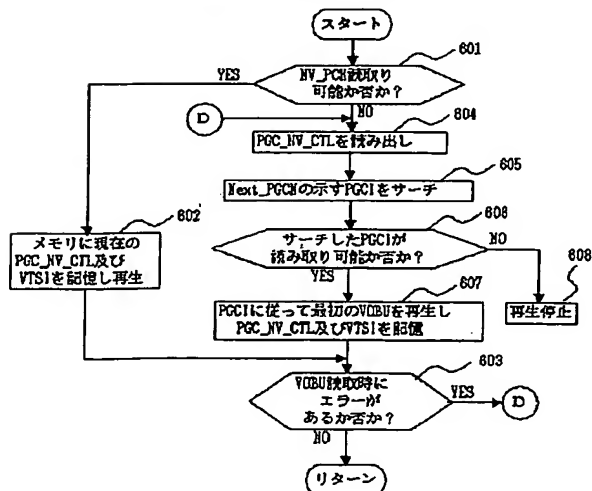 スタート
601
NV_PCK読取り
可能か否か?
YES
NO
D
604
PGC_NV_CTLを読み出し
605
Next_PGCNの示すPGCIをサーチ
606
サーチしたPGCIが
読み取り可能か否か?
NO
YES
602
メモリに現在の
PGC_NV_CTL及び
VTSIを記憶し再生
608
再生停止
607
PGCIに従って最初のVOBUを再生し
PGC_NV_CTL及びVTSIを記憶
603
VOBU読取時に
エラーが
あるか否か?
YES
D
NO
リターン